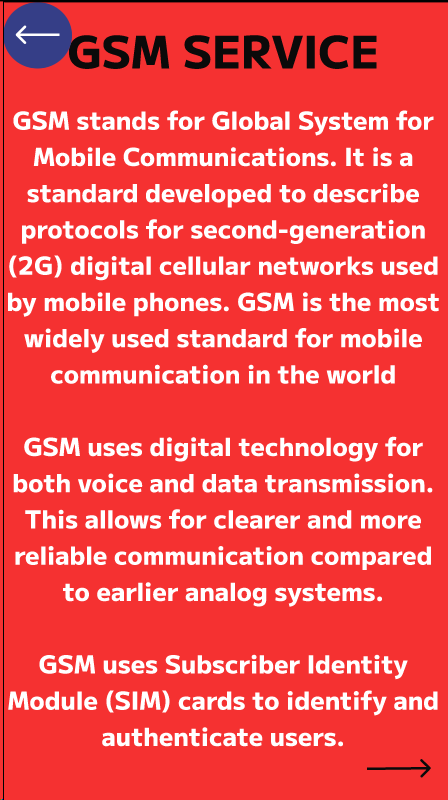 GSM SERVICE
GSM stands for Global System for
Mobile Communications. It is a
standard developed to describe
protocols for second-generation
(2G) digital cellular networks used
by mobile phones. GSM is the most
widely used standard for mobile
communication in the world
GSM uses digital technology for
both voice and data transmission.
This allows for clearer and more
reliable communication compared
to earlier analog systems.
GSM uses Subscriber Identity
Module (SIM) cards to identify and
authenticate users.